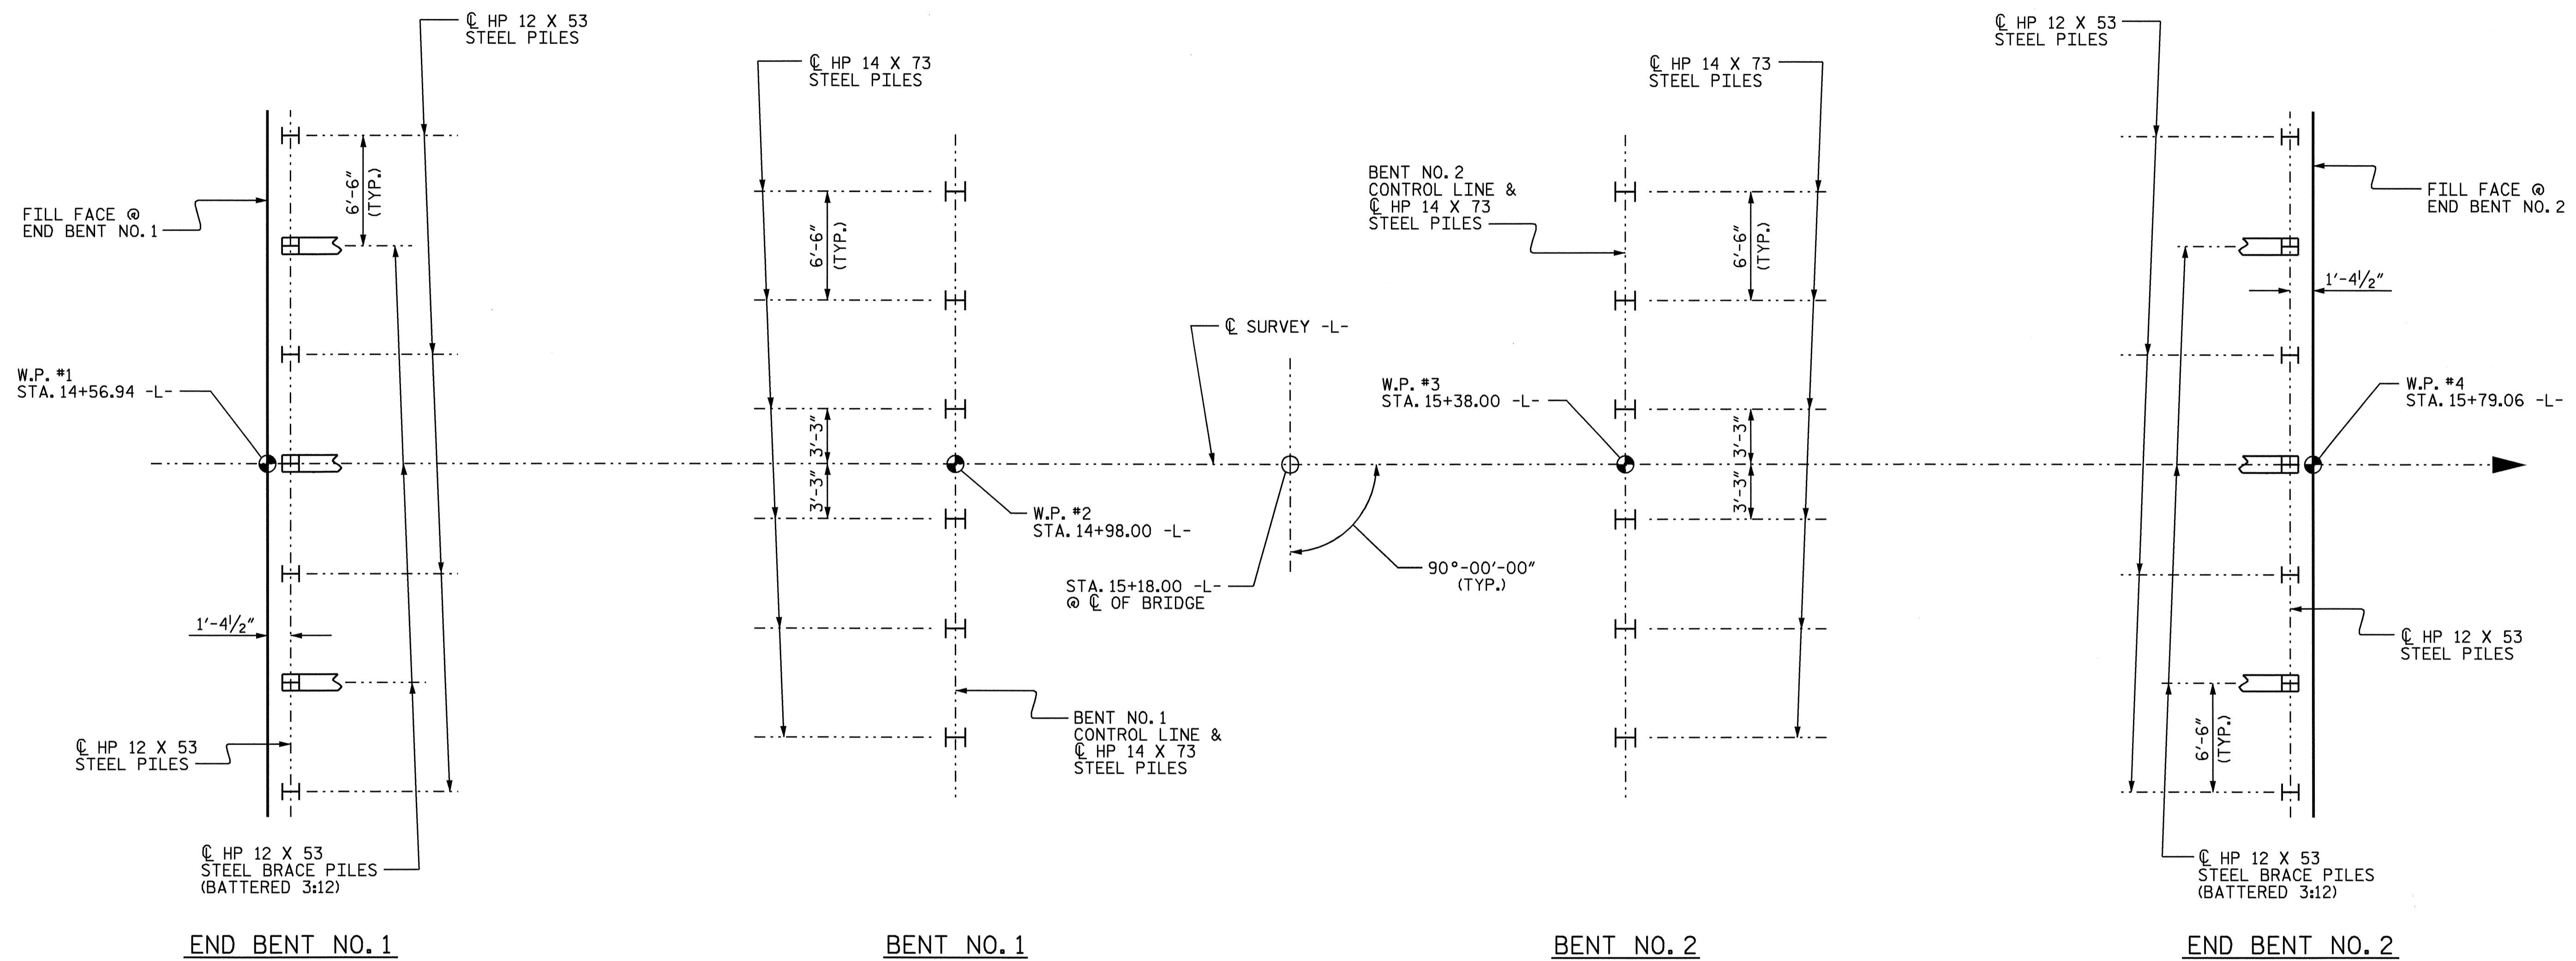 ℄ HP 12 X 53
STEEL PILES
℄ HP 14 X 73
STEEL PILES
℄ HP 14 X 73
STEEL PILES
℄ HP 12 X 53
STEEL PILES
FILL FACE @
END BENT NO. 1
6'-6"
(TYP.)
6'-6"
(TYP.)
BENT NO. 2
CONTROL LINE &
℄ HP 14 X 73
STEEL PILES
6'-6"
(TYP.)
FILL FACE @
END BENT NO. 2
1'-4½"
℄ SURVEY -L-
W.P. #1
STA. 14+56.94 -L-
3'-3"
3'-3"
W.P. #2
STA. 14+98.00 -L-
W.P. #3
STA. 15+38.00 -L-
3'-3"
3'-3"
W.P. #4
STA. 15+79.06 -L-
STA. 15+18.00 -L-
@ ℄ OF BRIDGE
90°-00'-00"
(TYP.)
1'-4½"
℄ HP 12 X 53
STEEL PILES
℄ HP 12 X 53
STEEL PILES
BENT NO. 1
CONTROL LINE &
℄ HP 14 X 73
STEEL PILES
6'-6"
(TYP.)
℄ HP 12 X 53
STEEL BRACE PILES
(BATTERED 3:12)
℄ HP 12 X 53
STEEL BRACE PILES
(BATTERED 3:12)
END BENT NO. 1
BENT NO. 1
BENT NO. 2
END BENT NO. 2